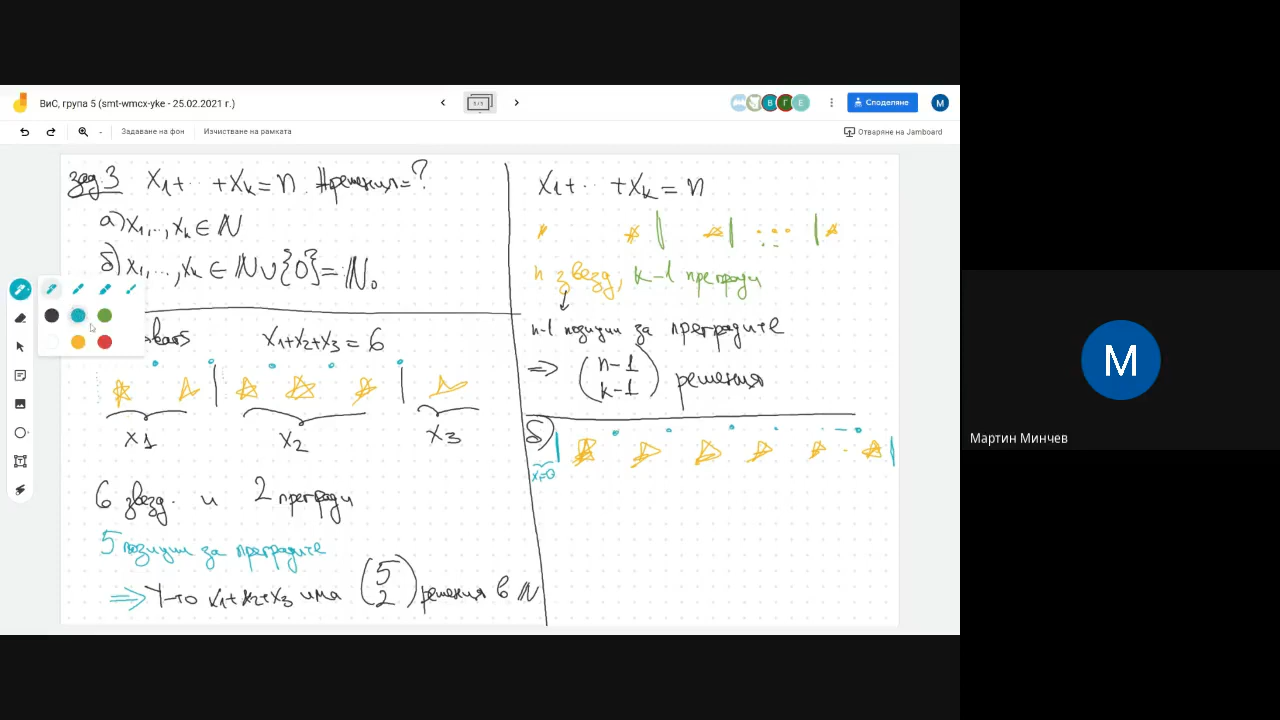 ВиС, група 5 (smt-wmcx-yke - 25.02.2021 г.)
1/1
В
Г
Е
Споделяне
М
Задаване на фон
Изчистване на рамката
Отваряне на Jamboard
зад.3 x₁+ ·· +xₖ=n. #решения=?
а) x₁,..,xₖ ∈ ℕ
б) x₁,...,xₖ ∈ ℕ∪{0}=:ℕ₀
x₁+x₂+x₃=6
x1
x2
x3
6 звезд. и 2 прегради
5 позиции за преградите
⇒ У-то x₁+x₂+x₃ има (5 2) решения в ℕ
x₁+ ·· +xₖ=n
n звезд, k-1 прегради
n-1 позиции за преградите
⇒ (n-1 k-1) решения
б)
x₁=0
М
Мартин Минчев